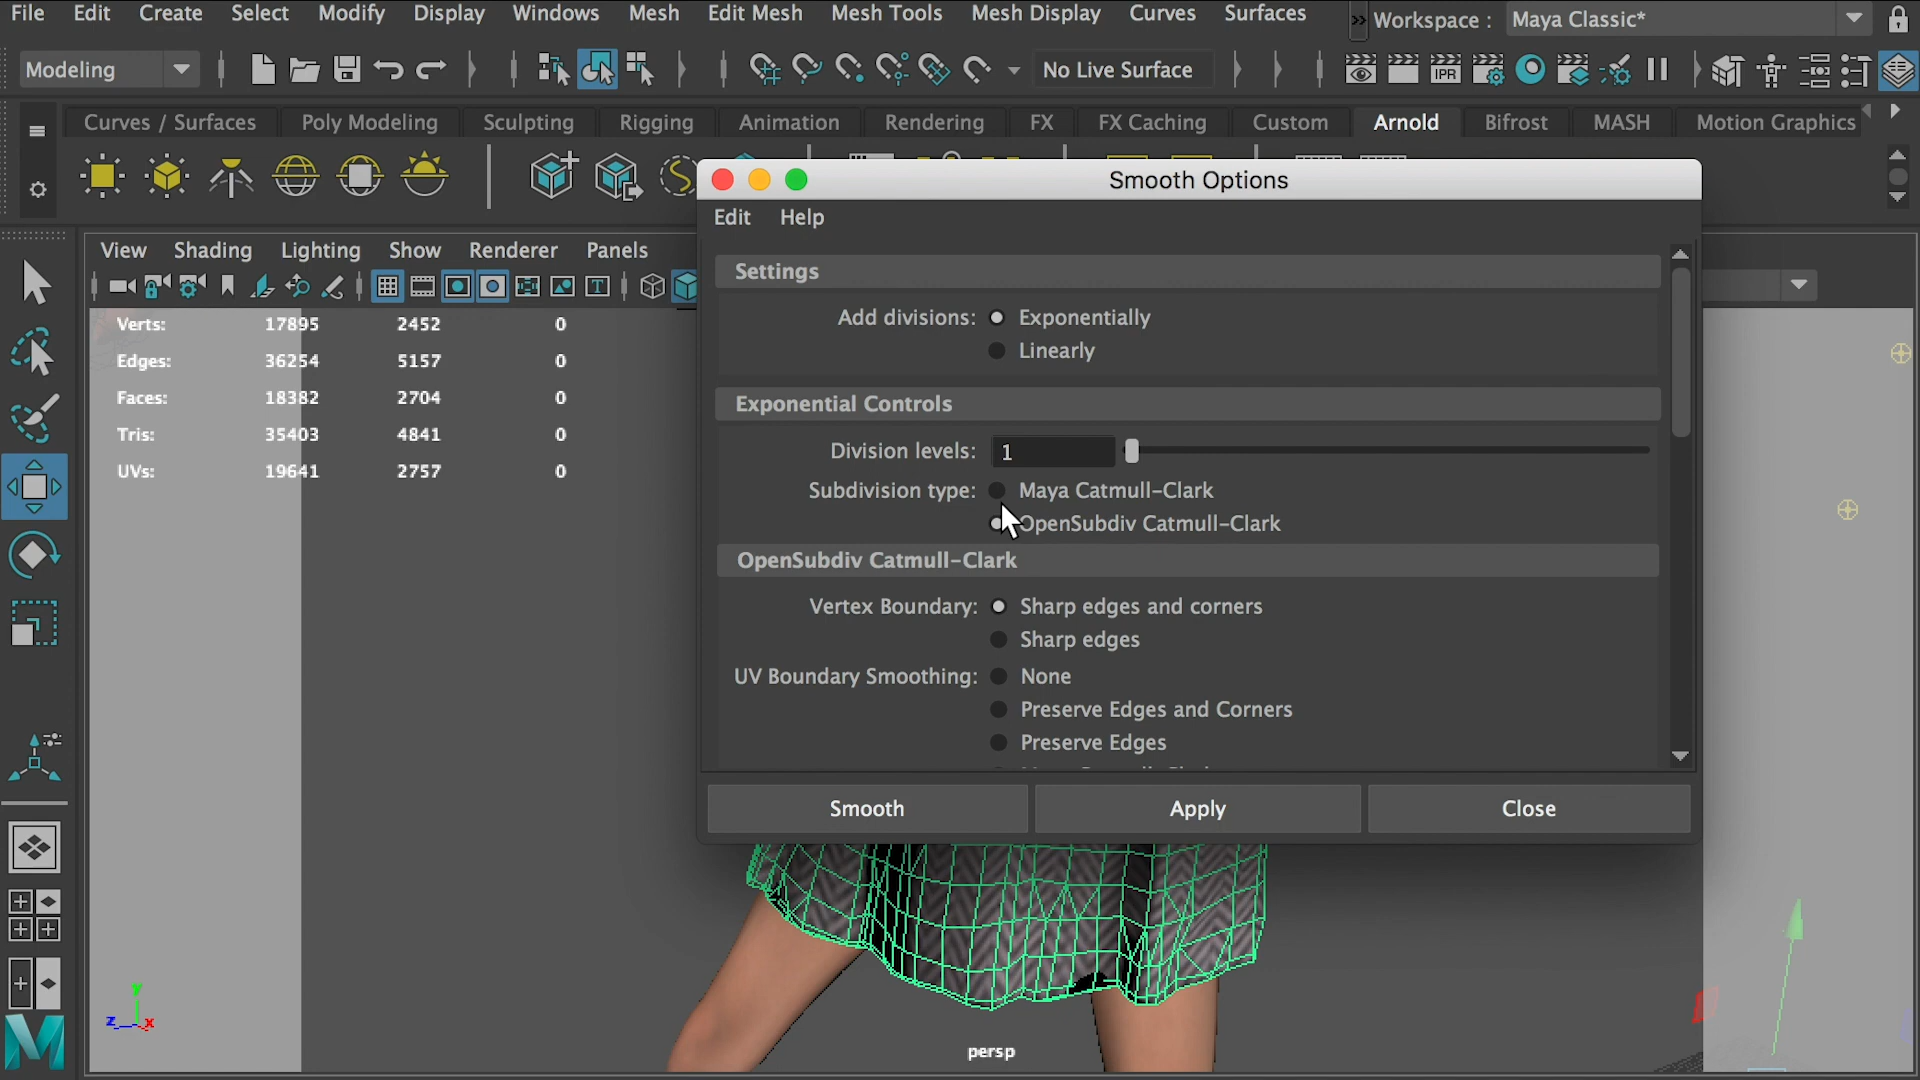 File Edit Create Select Modify Display Windows Mesh Edit Mesh Mesh Tools Mesh Display Curves Surfaces
Workspace : Maya Classic*
Modeling
No Live Surface
IPR
Curves / Surfaces Poly Modeling Sculpting Rigging Animation Rendering FX FX Caching Custom Arnold Bifrost MASH Motion Graphics
Smooth Options
Edit Help
View Shading Lighting Show Renderer Panels
Settings
Add divisions: Exponentially
Linearly
Exponential Controls
Division levels: 1
Subdivision type: Maya Catmull-Clark
OpenSubdiv Catmull-Clark
OpenSubdiv Catmull-Clark
Vertex Boundary: Sharp edges and corners
Sharp edges
UV Boundary Smoothing: None
Preserve Edges and Corners
Preserve Edges
Smooth Apply Close
Verts: 17895 2452 0
Edges: 36254 5157 0
Faces: 18382 2704 0
Tris: 35403 4841 0
UVs: 19641 2757 0
y
z x
persp